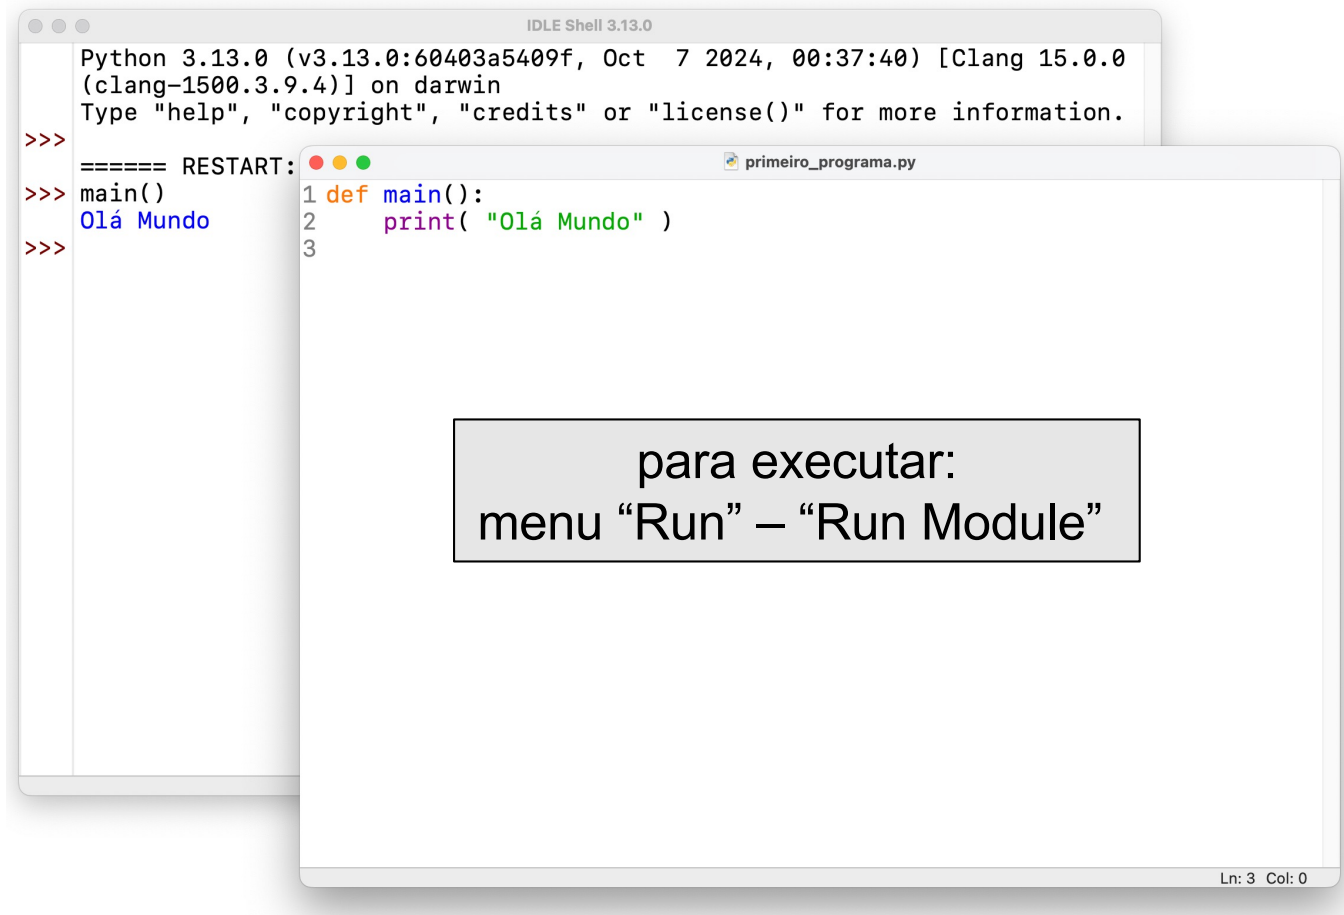 IDLE Shell 3.13.0
Python 3.13.0 (v3.13.0:60403a5409f, Oct  7 2024, 00:37:40) [Clang 15.0.0
(clang-1500.3.9.4)] on darwin
Type "help", "copyright", "credits" or "license()" for more information.
>>>
====== RESTART:
>>> main()
Olá Mundo
>>>
primeiro_programa.py
1 def main():
2     print( "Olá Mundo" )
3
para executar:
menu “Run” – “Run Module”
Ln: 3  Col: 0